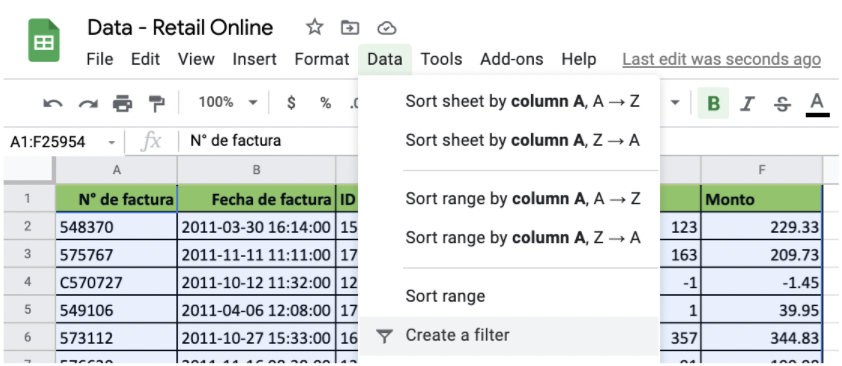 Data - Retail Online
File Edit View Insert Format Data Tools Add-ons Help Last edit was seconds ago
100% $ % .0 B I S A
Sort sheet by column A, A → Z
Sort sheet by column A, Z → A
Sort range by column A, A → Z
Sort range by column A, Z → A
Sort range
Create a filter
A1:F25954 fx N° de factura
A B F
1 N° de factura Fecha de factura ID Monto
2 548370 2011-03-30 16:14:00 15 123 229.33
3 575767 2011-11-11 11:11:00 17 163 209.73
4 C570727 2011-10-12 11:32:00 12 -1 -1.45
5 549106 2011-04-06 12:08:00 17 1 39.95
6 573112 2011-10-27 15:33:00 16 357 344.83